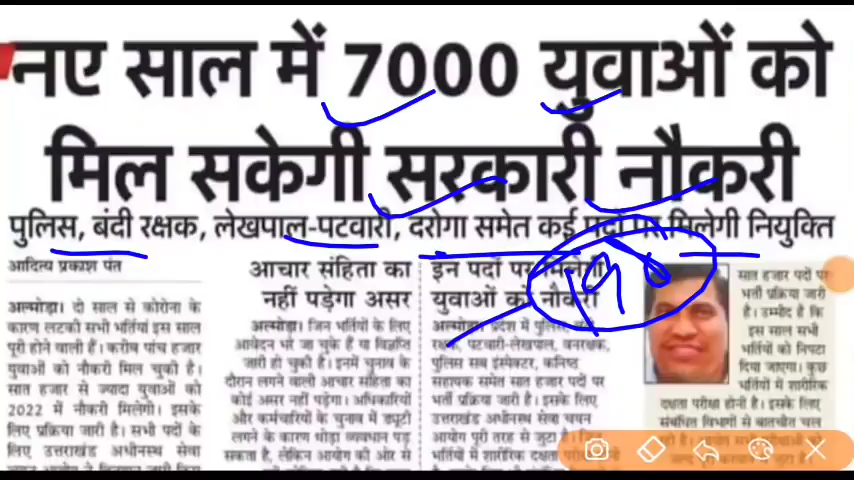 नए साल में 7000 युवाओं को
मिल सकेगी सरकारी नौकरी
पुलिस, बंदी रक्षक, लेखपाल-पटवारी, दरोगा समेत कई पदों पर मिलेगी नियुक्ति
आदित्य प्रकाश पंत
अल्मोड़ा। दो साल से कोरोना के
कारण लटकी सभी भर्तियां इस साल
पूरी होने वाली हैं। करीब पांच हजार
युवाओं को नौकरी मिल चुकी है।
सात हजार से ज्यादा युवाओं को
2022 में नौकरी मिलेगी। इसके
लिए प्रक्रिया जारी है। सभी पदों के
लिए उत्तराखंड अधीनस्थ सेवा
आचार संहिता का
नहीं पड़ेगा असर
अल्मोड़ा। जिन भर्तियों के लिए
आवेदन भरे जा चुके हैं या विज्ञप्ति
जारी हो चुकी है। इनमें चुनाव के
दौरान लगने वाली आचार संहिता का
कोई असर नहीं पड़ेगा। अधिकारियों
और कर्मचारियों के चुनाव में ड्यूटी
लगने के कारण थोड़ा व्यवधान पड़
सकता है, लेकिन आयोग की ओर से
इन पदों पर मिलेगी
युवाओं को नौकरी
अल्मोड़ा। प्रदेश में पुलिस, बंदी
रक्षक, पटवारी-लेखपाल, वनरक्षक,
पुलिस सब इंस्पेक्टर, कनिष्ठ
सहायक समेत सात हजार पदों पर
भर्ती प्रक्रिया जारी है। इसके लिए
उत्तराखंड अधीनस्थ सेवा चयन
आयोग पूरी तरह से जुटा है।
भर्तियों में शारीरिक दक्षता
सात हजार पदों पर
भर्ती प्रक्रिया जारी
है। उम्मीद है कि
इस साल सभी
भर्तियों को निपटा
दिया जाएगा। कुछ
भर्तियों में शारीरिक
दक्षता परीक्षा होनी है। इसके लिए
संबंधित विभागों से बातचीत चल